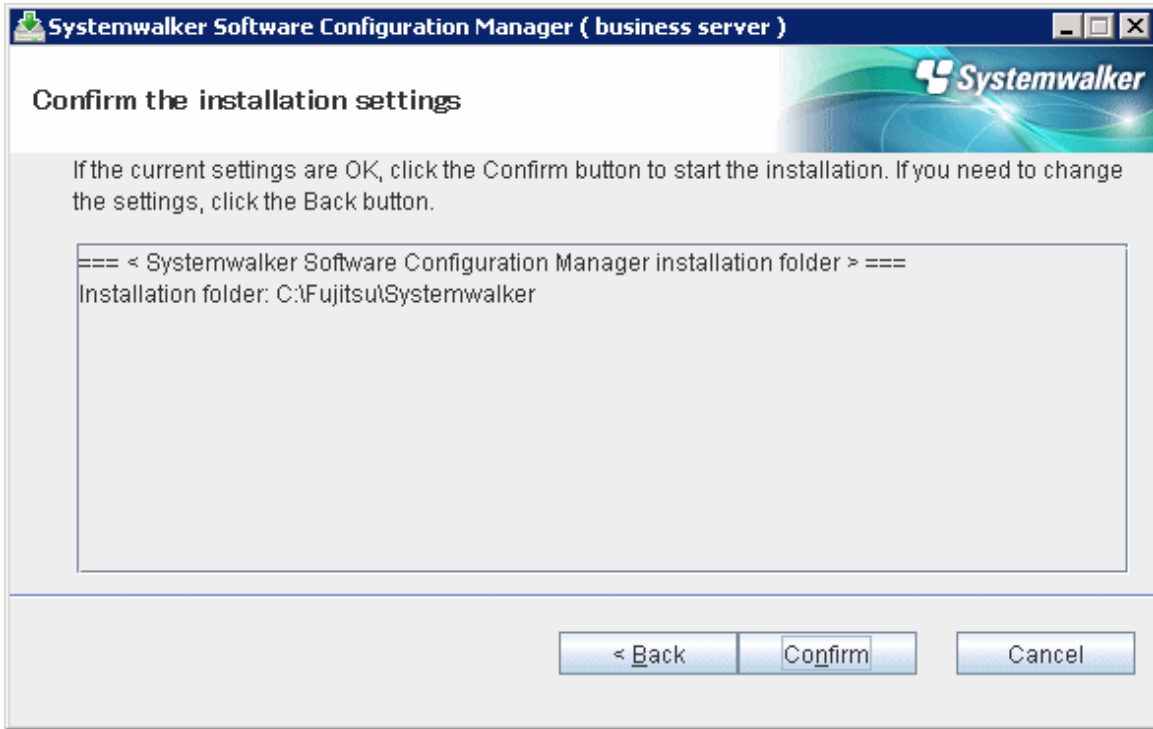 Systemwalker Software Configuration Manager ( business server )
Systemwalker
Confirm the installation settings
If the current settings are OK, click the Confirm button to start the installation. If you need to change
the settings, click the Back button.
=== < Systemwalker Software Configuration Manager installation folder > ===
Installation folder: C:\Fujitsu\Systemwalker
< Back
Confirm
Cancel